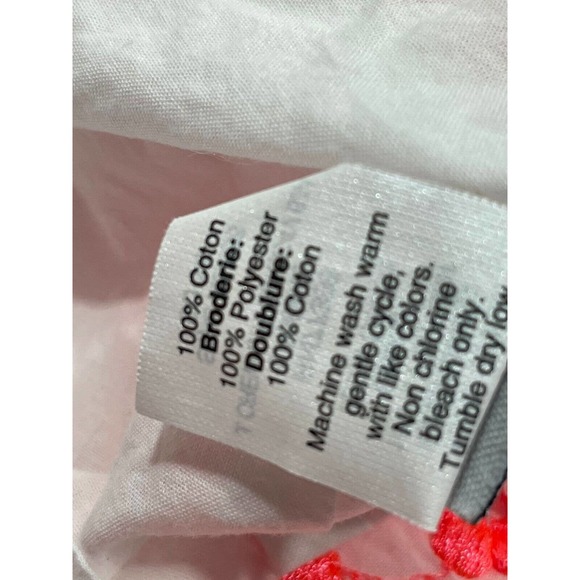 100% Coton
Broderie:
100% Polyester
Doublure:
100% Coton
Machine wash warm
gentle cycle,
with like colors.
Non chlorine
bleach only.
Tumble dry low